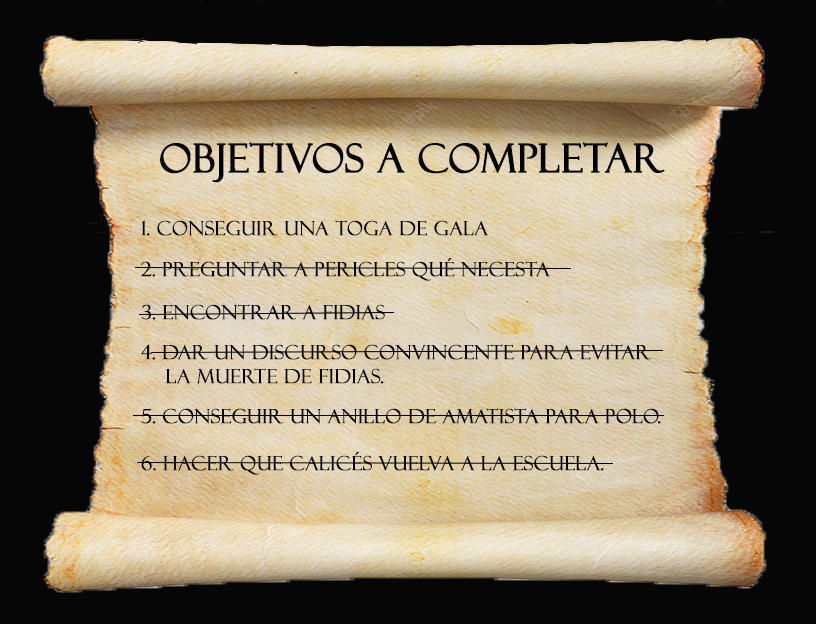 OBJETIVOS A COMPLETAR
1. CONSEGUIR UNA TOGA DE GALA
2. PREGUNTAR A PERICLES QUÉ NECESTA
3. ENCONTRAR A FIDIAS
4. DAR UN DISCURSO CONVINCENTE PARA EVITAR
LA MUERTE DE FIDIAS.
5. CONSEGUIR UN ANILLO DE AMATISTA PARA POLO.
6. HACER QUE CALICÉS VUELVA A LA ESCUELA.